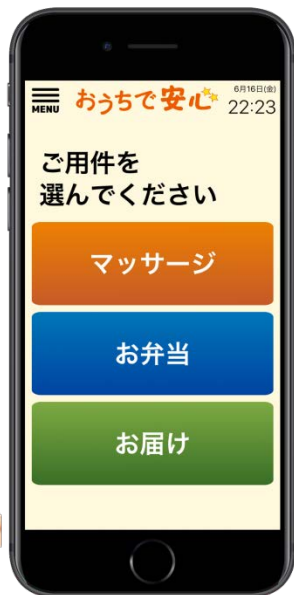 MENU
おうちで安心
6月16日(金)
22:23
ご用件を
選んでください
マッサージ
お弁当
お届け